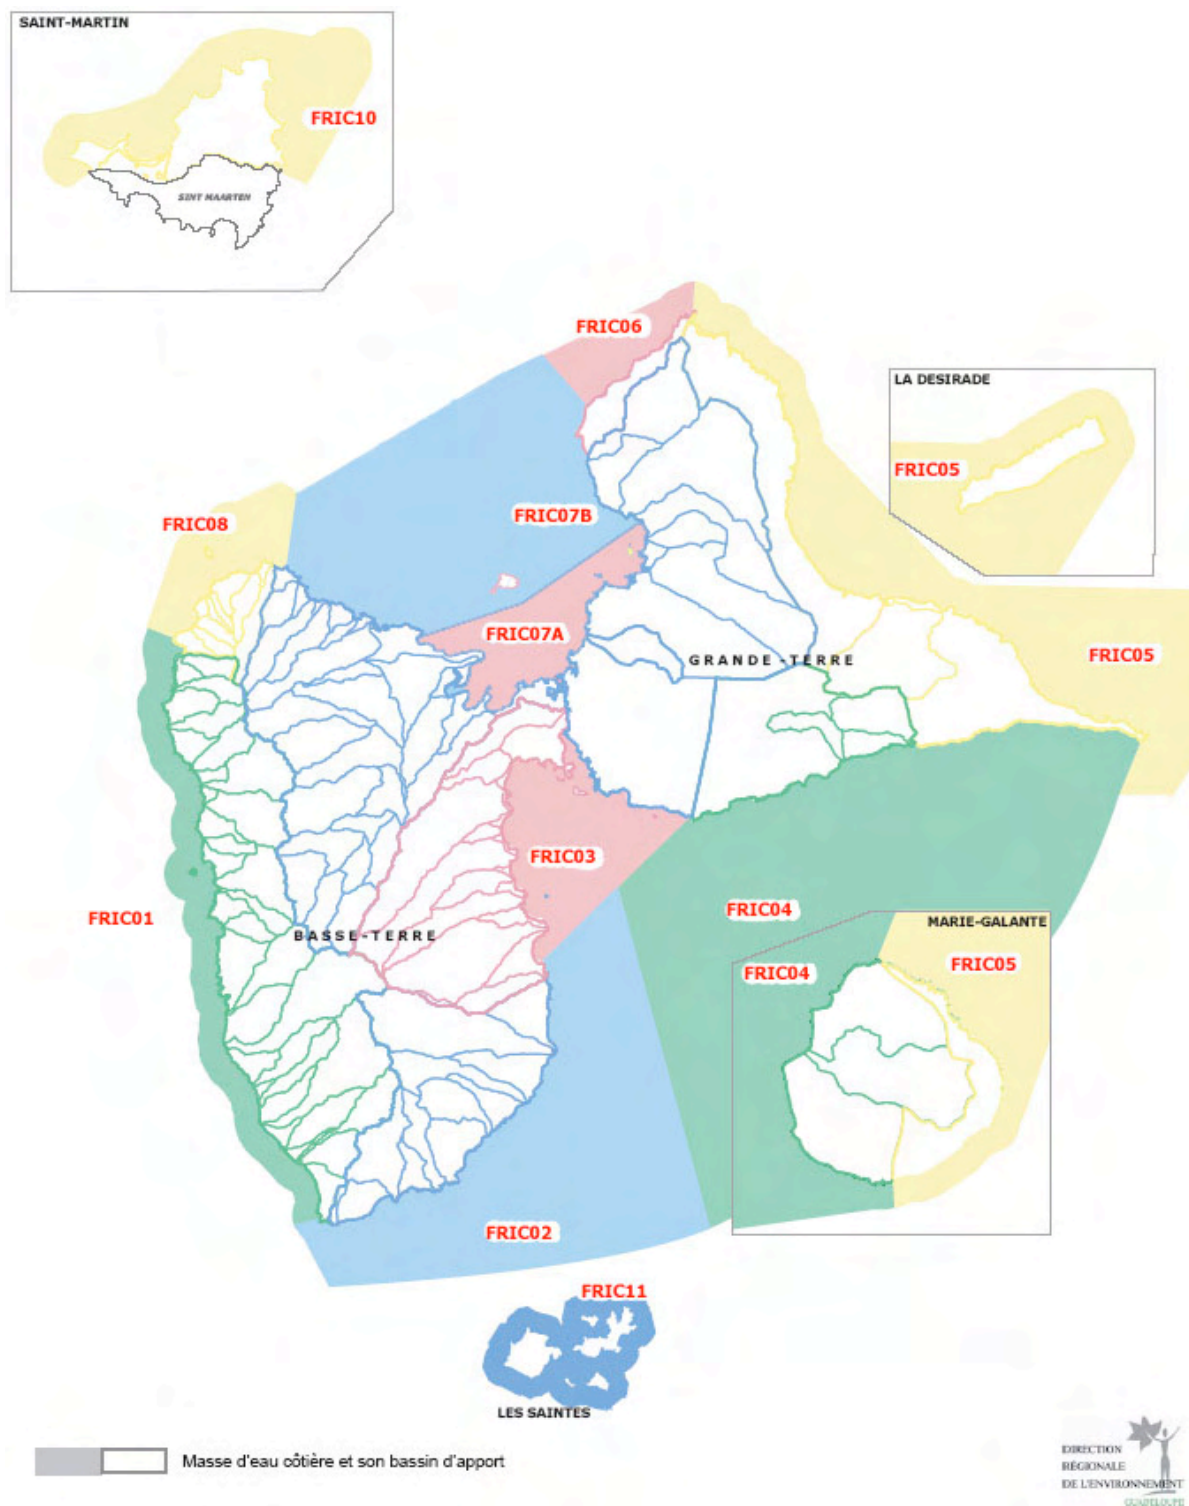 SAINT-MARTIN
FRIC10
SINT MAARTEN
FRIC06
LA DESIRADE
FRIC05
FRIC08
FRIC07B
FRIC07A
GRANDE-TERRE
FRIC05
FRIC03
FRIC01
FRIC04
BASSE-TERRE
MARIE-GALANTE
FRIC04
FRIC05
FRIC02
FRIC11
LES SAINTES
Masse d'eau côtière et son bassin d'apport
DIRECTION
RÉGIONALE
DE L'ENVIRONNEMENT
GUADELOUPE